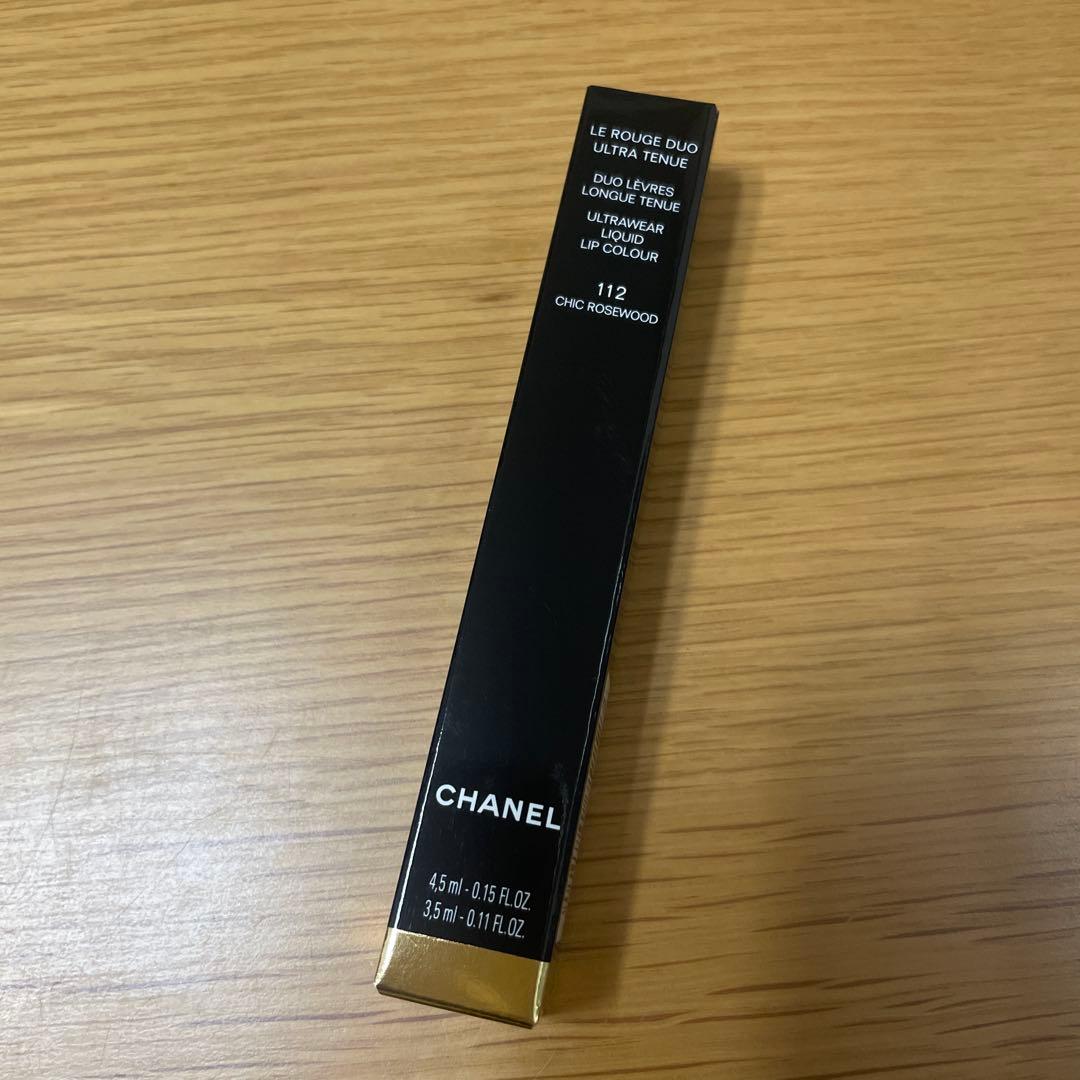 LE ROUGE DUO
ULTRA TENUE
DUO LÈVRES
LONGUE TENUE
ULTRAWEAR
LIQUID
LIP COLOUR
112
CHIC ROSEWOOD
CHANEL
4,5 ml - 0.15 FL.OZ.
3,5 ml - 0.11 FL.OZ.